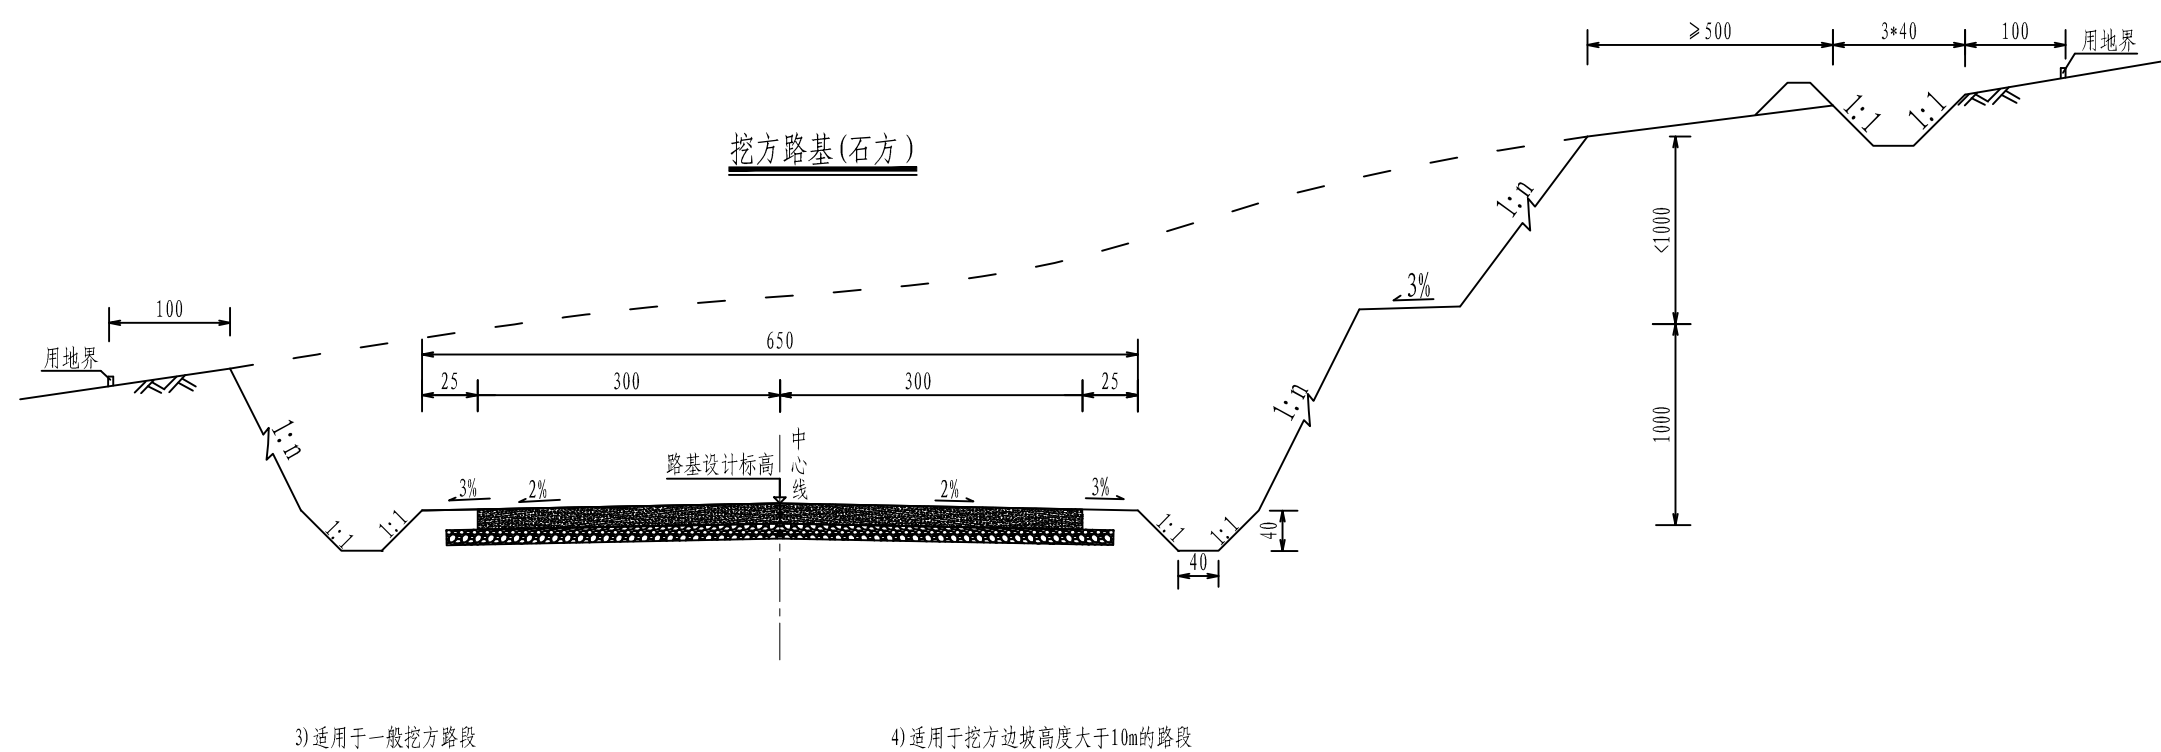 ≥500
3*40
100
用地界
1:1
1:1
挖方路基(石方)
1:n
<1000
3%
100
用地界
650
25
300
300
25
1:n
1:n
1000
中心线
路基设计标高
3%
2%
2%
3%
1:1
1:1
1:1
1:1
40
40
3)适用于一般挖方路段
4)适用于挖方边坡高度大于10m的路段